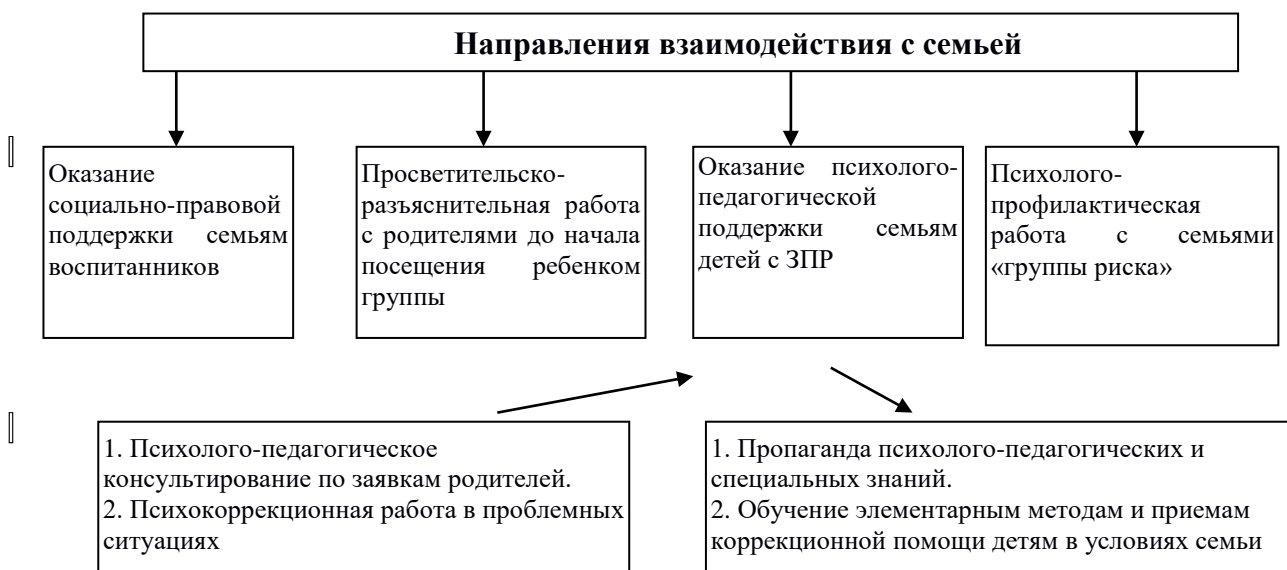 Направления взаимодействия с семьей
Оказание
социально-правовой
поддержки семьям
воспитанников
Просветительско-
разъяснительная работа
с родителями до начала
посещения ребенком
группы
Оказание психолого-
педагогической
поддержки семьям
детей с ЗПР
Психолого-
профилактическая
работа с семьями
«группы риска»
1. Психолого-педагогическое
консультирование по заявкам родителей.
2. Психокоррекционная работа в проблемных
ситуациях
1. Пропаганда психолого-педагогических и
специальных знаний.
2. Обучение элементарным методам и приемам
коррекционной помощи детям в условиях семьи